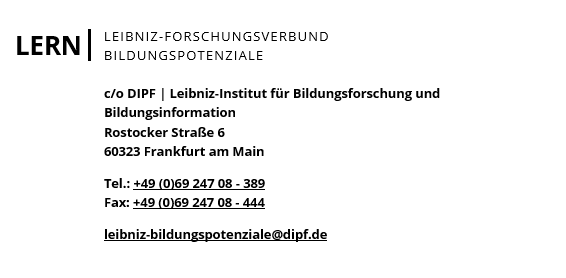 LERN
LEIBNIZ-FORSCHUNGSVERBUND
BILDUNGSPOTENZIALE
c/o DIPF | Leibniz-Institut für Bildungsforschung und
Bildungsinformation
Rostocker Straße 6
60323 Frankfurt am Main
Tel.: +49 (0)69 247 08 - 389
Fax: +49 (0)69 247 08 - 444
leibniz-bildungspotenziale@dipf.de